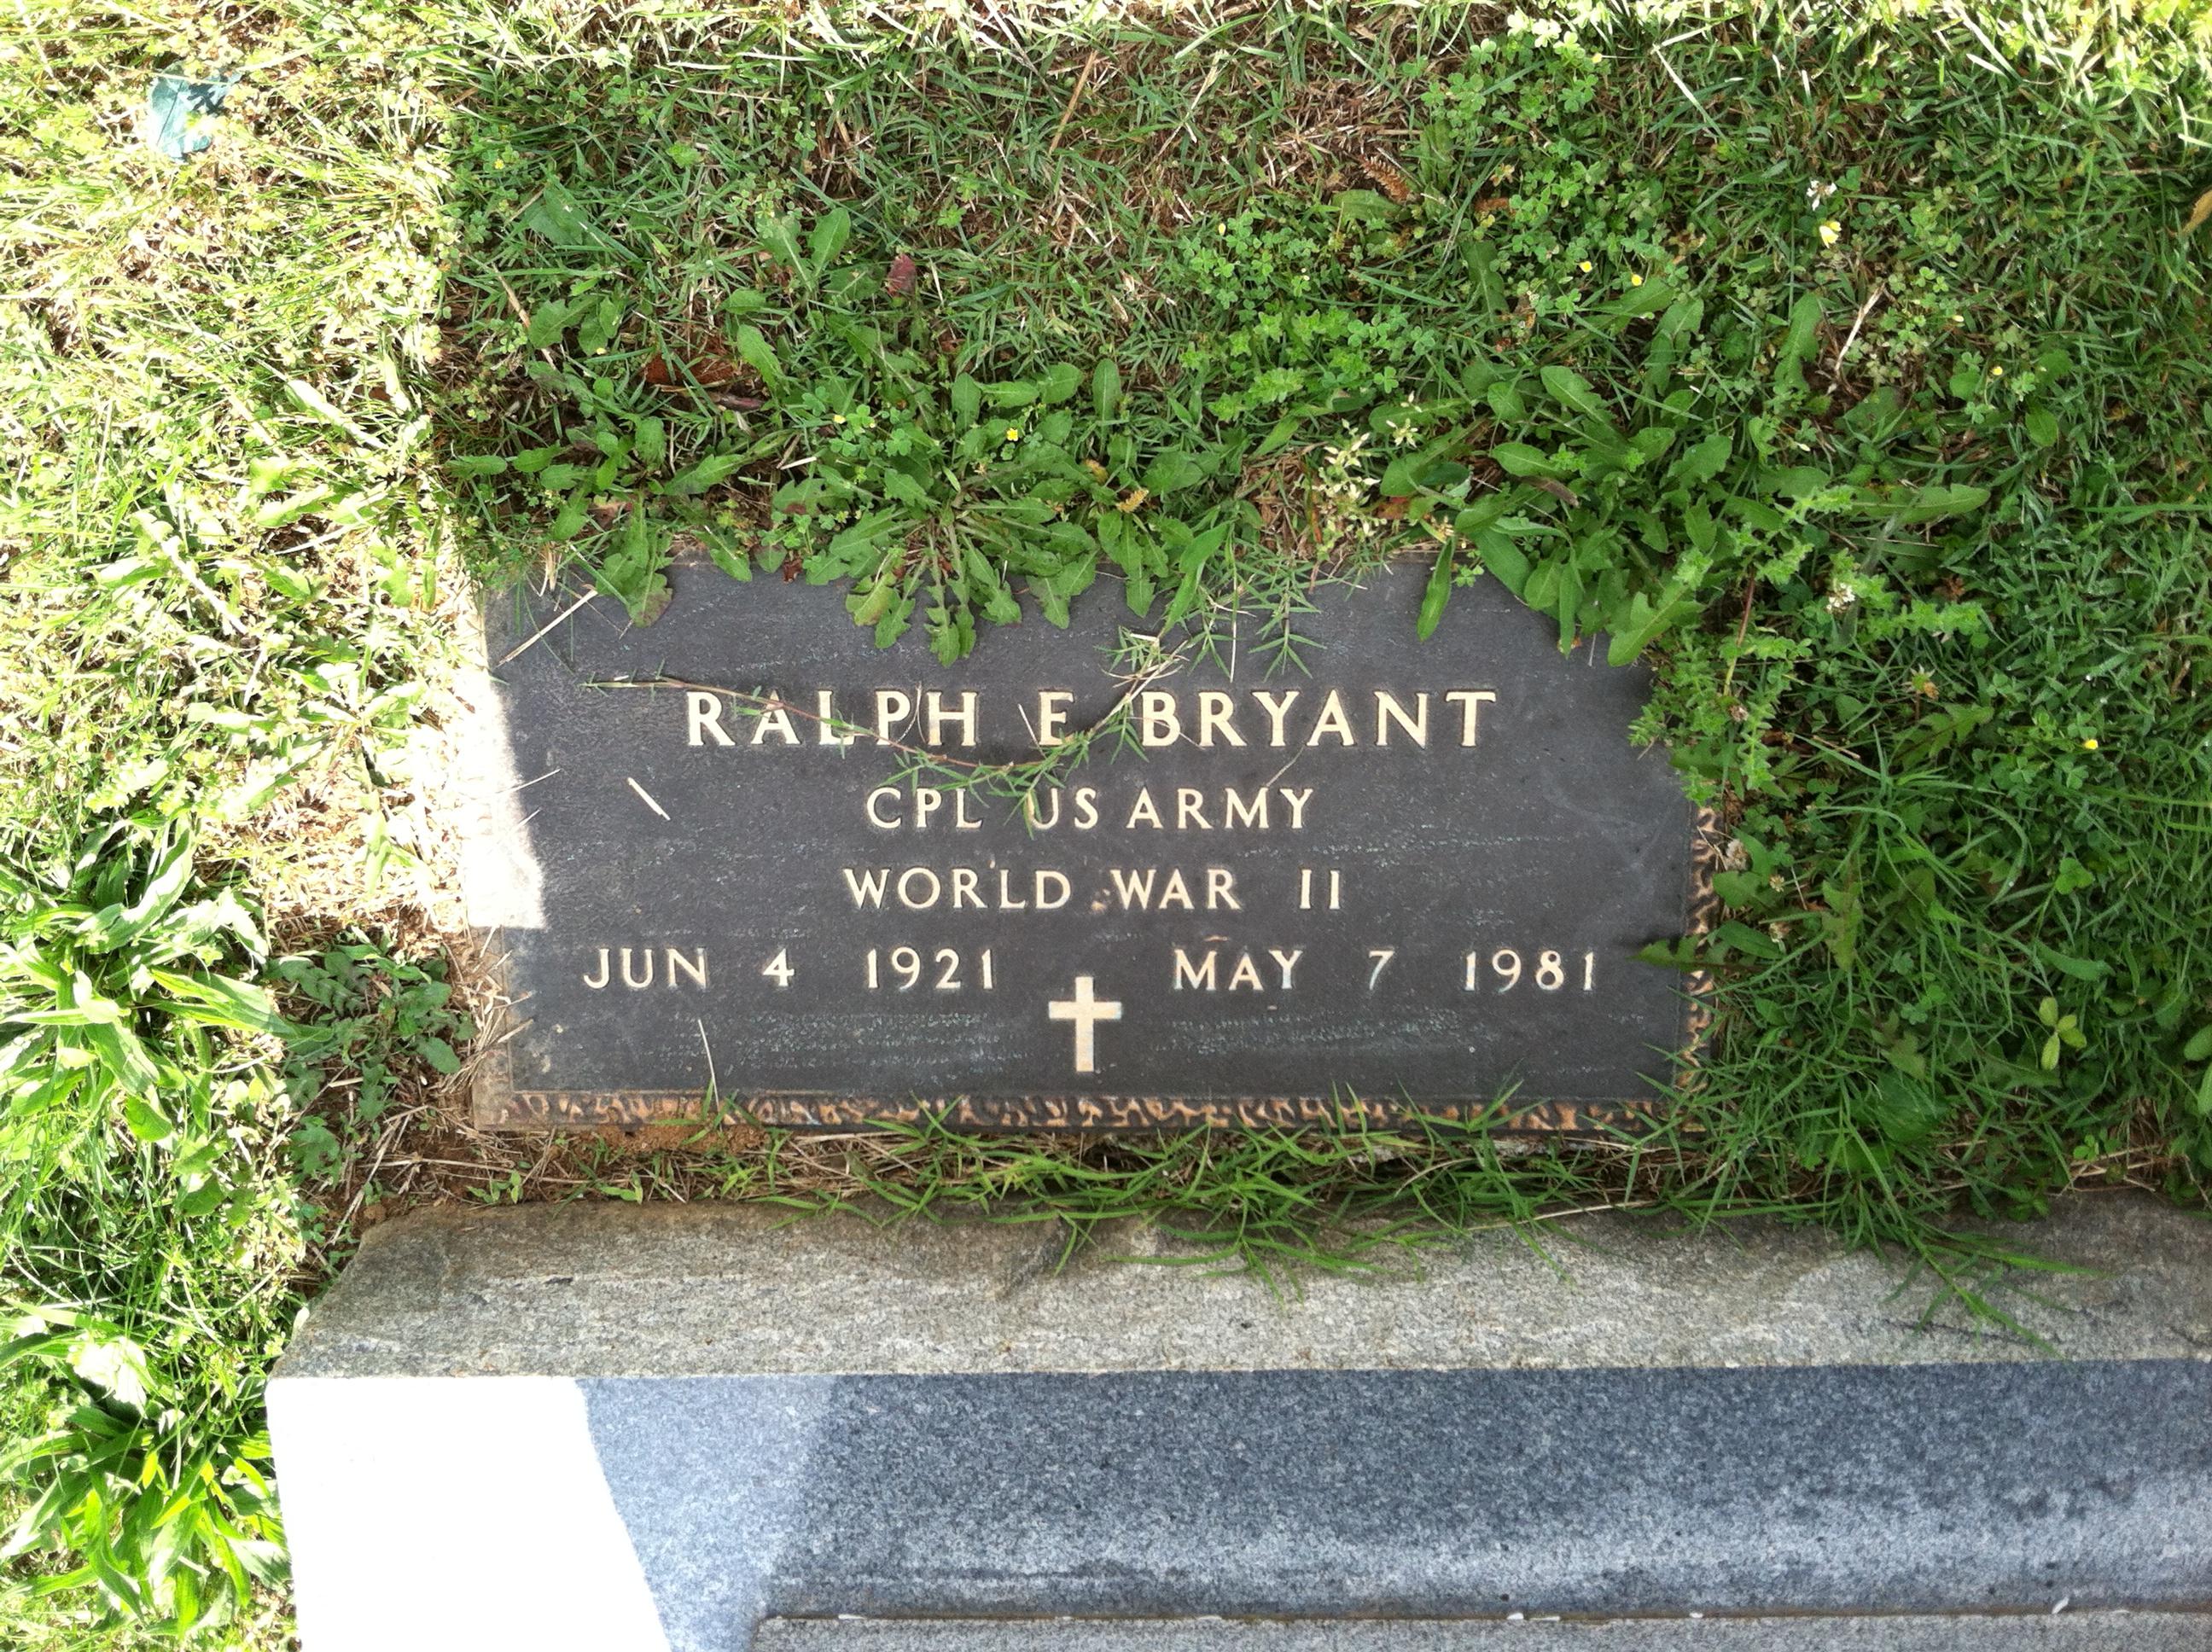 RALPH E BRYANT
CPL US ARMY
WORLD WAR II
JUN 4 1921 MAY 7 1981